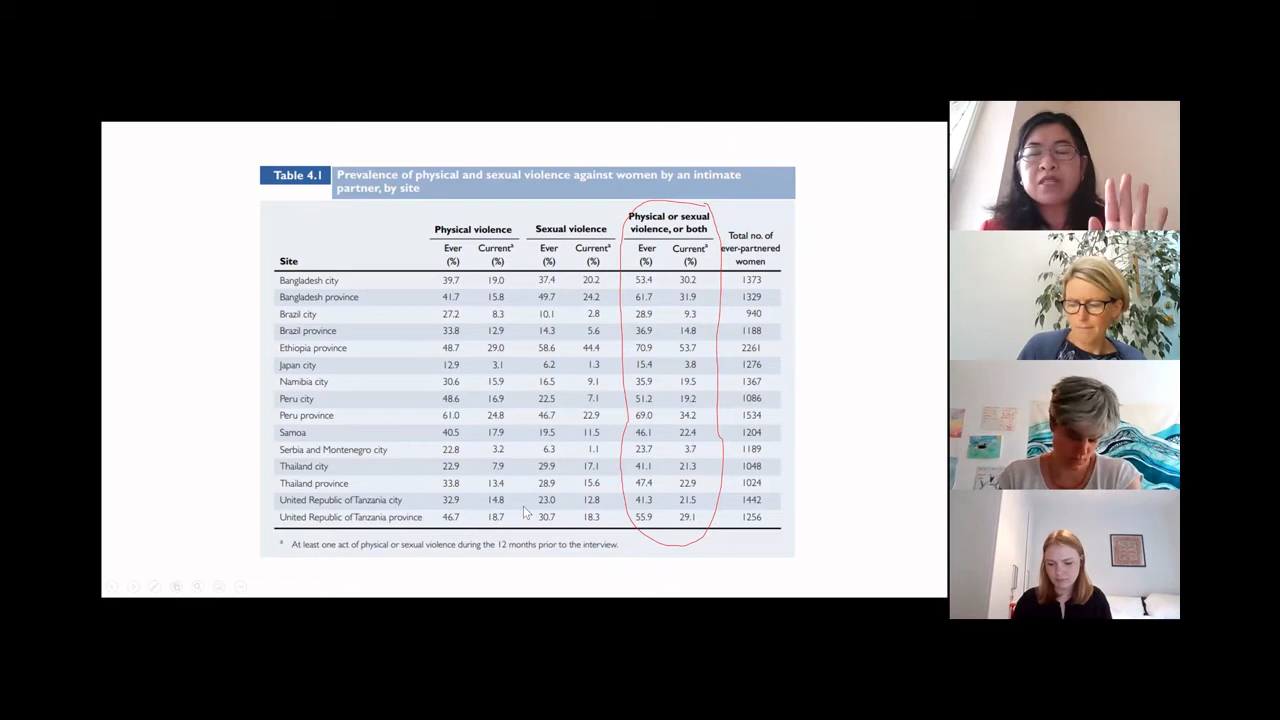 Table 4.1 Prevalence of physical and sexual violence against women by an intimate
partner, by site
Physical violence Sexual violence Physical or sexual
violence, or both Total no. of
ever-partnered
women
Ever Currentᵃ Ever Currentᵃ Ever Currentᵃ
Site (%) (%) (%) (%) (%) (%)
Bangladesh city 39.7 19.0 37.4 20.2 53.4 30.2 1373
Bangladesh province 41.7 15.8 49.7 24.2 61.7 31.9 1329
Brazil city 27.2 8.3 10.1 2.8 28.9 9.3 940
Brazil province 33.8 12.9 14.3 5.6 36.9 14.8 1188
Ethiopia province 48.7 29.0 58.6 44.4 70.9 53.7 2261
Japan city 12.9 3.1 6.2 1.3 15.4 3.8 1276
Namibia city 30.6 15.9 16.5 9.1 35.9 19.5 1367
Peru city 48.6 16.9 22.5 7.1 51.2 19.2 1086
Peru province 61.0 24.8 46.7 22.9 69.0 34.2 1534
Samoa 40.5 17.9 19.5 11.5 46.1 22.4 1204
Serbia and Montenegro city 22.8 3.2 6.3 1.1 23.7 3.7 1189
Thailand city 22.9 7.9 29.9 17.1 41.1 21.3 1048
Thailand province 33.8 13.4 28.9 15.6 47.4 22.9 1024
United Republic of Tanzania city 32.9 14.8 23.0 12.8 41.3 21.5 1442
United Republic of Tanzania province 46.7 18.7 30.7 18.3 55.9 29.1 1256
ᵃ At least one act of physical or sexual violence during the 12 months prior to the interview.